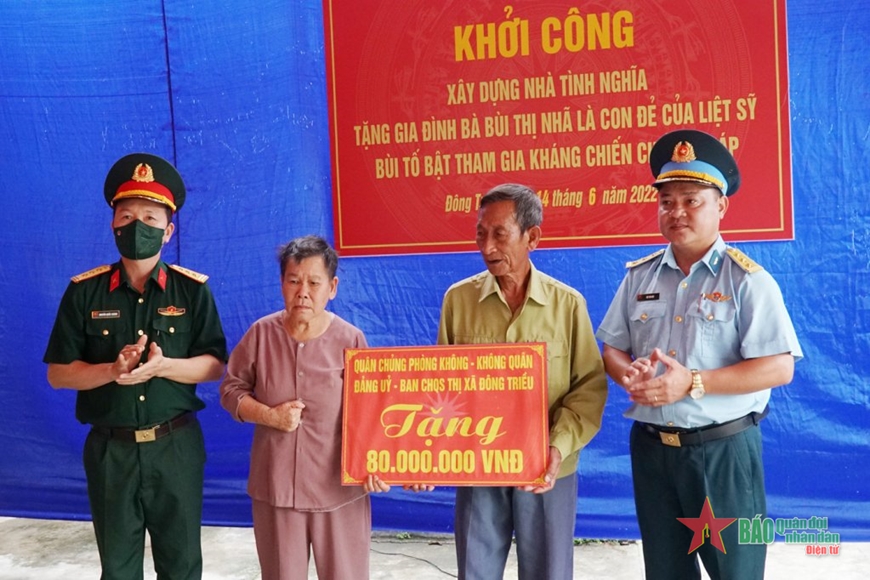 KHỞI CÔNG
XÂY DỰNG NHÀ TÌNH NGHĨA
TẶNG GIA ĐÌNH BÀ BÙI THỊ NHÃ LÀ CON ĐẺ CỦA LIỆT SỸ
BÙI TỐ BẬT THAM GIA KHÁNG CHIẾN
Đông 14 tháng 6 năm 2022
QUÂN CHỦNG PHÒNG KHÔNG - KHÔNG QUÂN
ĐẢNG UỶ - BAN CHQS THỊ XÃ ĐÔNG TRIỀU
Tặng
80.000.000 VNĐ
BÁO quân đội
nhân dân
Điện tử